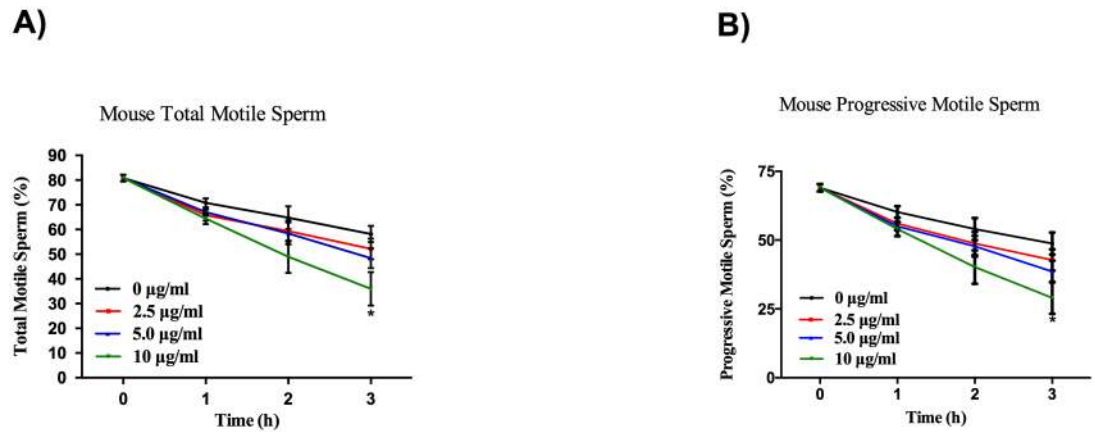 A)
Mouse Total Motile Sperm
Total Motile Sperm (%)
90
80
70
60
50
40
30
20
10
0
0 µg/ml
2.5 µg/ml
5.0 µg/ml
10 µg/ml
*
0 1 2 3
Time (h)
B)
Mouse Progressive Motile Sperm
Progressive Motile Sperm (%)
75
50
25
0
0 µg/ml
2.5 µg/ml
5.0 µg/ml
10 µg/ml
*
0 1 2 3
Time (h)